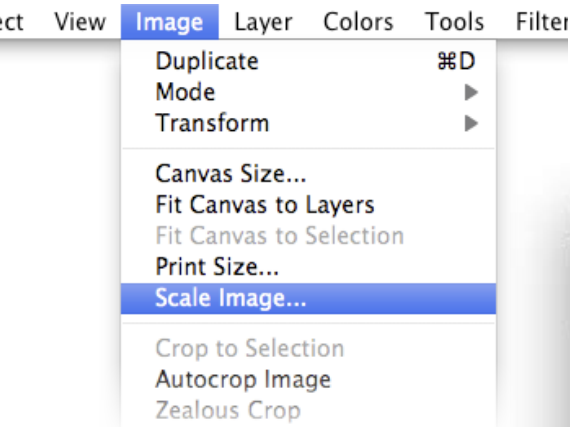 ect View Image Layer Colors Tools Filter
Duplicate ⌘D
Mode ▶
Transform ▶
Canvas Size...
Fit Canvas to Layers
Fit Canvas to Selection
Print Size...
Scale Image...
Crop to Selection
Autocrop Image
Zealous Crop